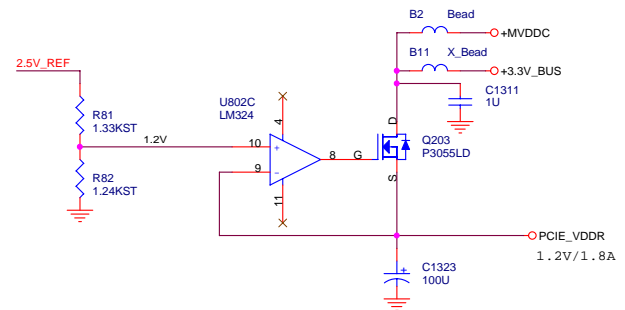 B2 Bead
+MVDDC
B11 X_Bead
+3.3V_BUS
2.5V_REF
C1311
1U
U802C
LM324
R81
1.33KST
4
D
Q203
P3055LD
1.2V
10
+
8
G
9
-
R82
1.24KST
11
S
PCIE_VDDR
1.2V/1.8A
+
C1323
100U